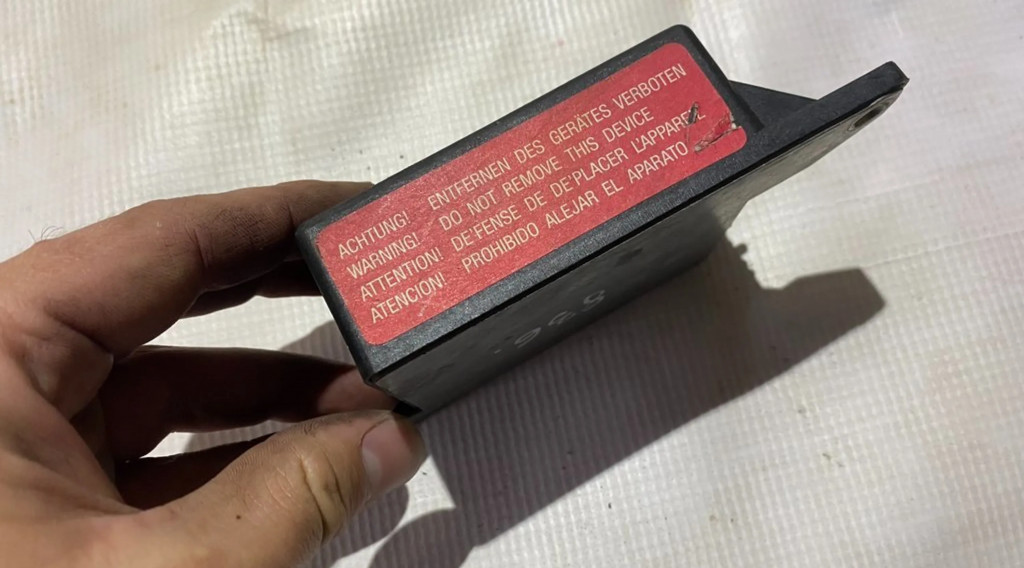 ACHTUNG! ENTFERNEN DES GERÄTES VERBOTEN
WARNING! DO NOT REMOVE THIS DEVICE
ATTENTION! DE'FENSE DE DE'PLACER L'APPAREIL
ATENCION! PROHIBIDO ALEJAR EL APARATO